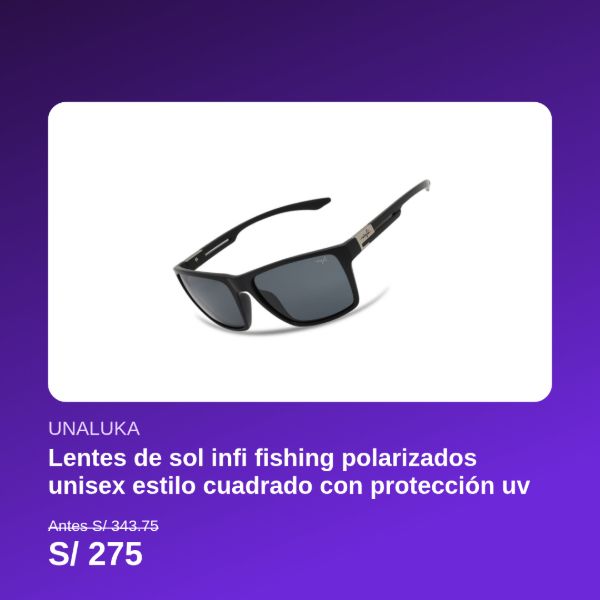 UNALUKA
Lentes de sol infi fishing polarizados
unisex estilo cuadrado con protección uv
Antes S/ 343.75
S/ 275